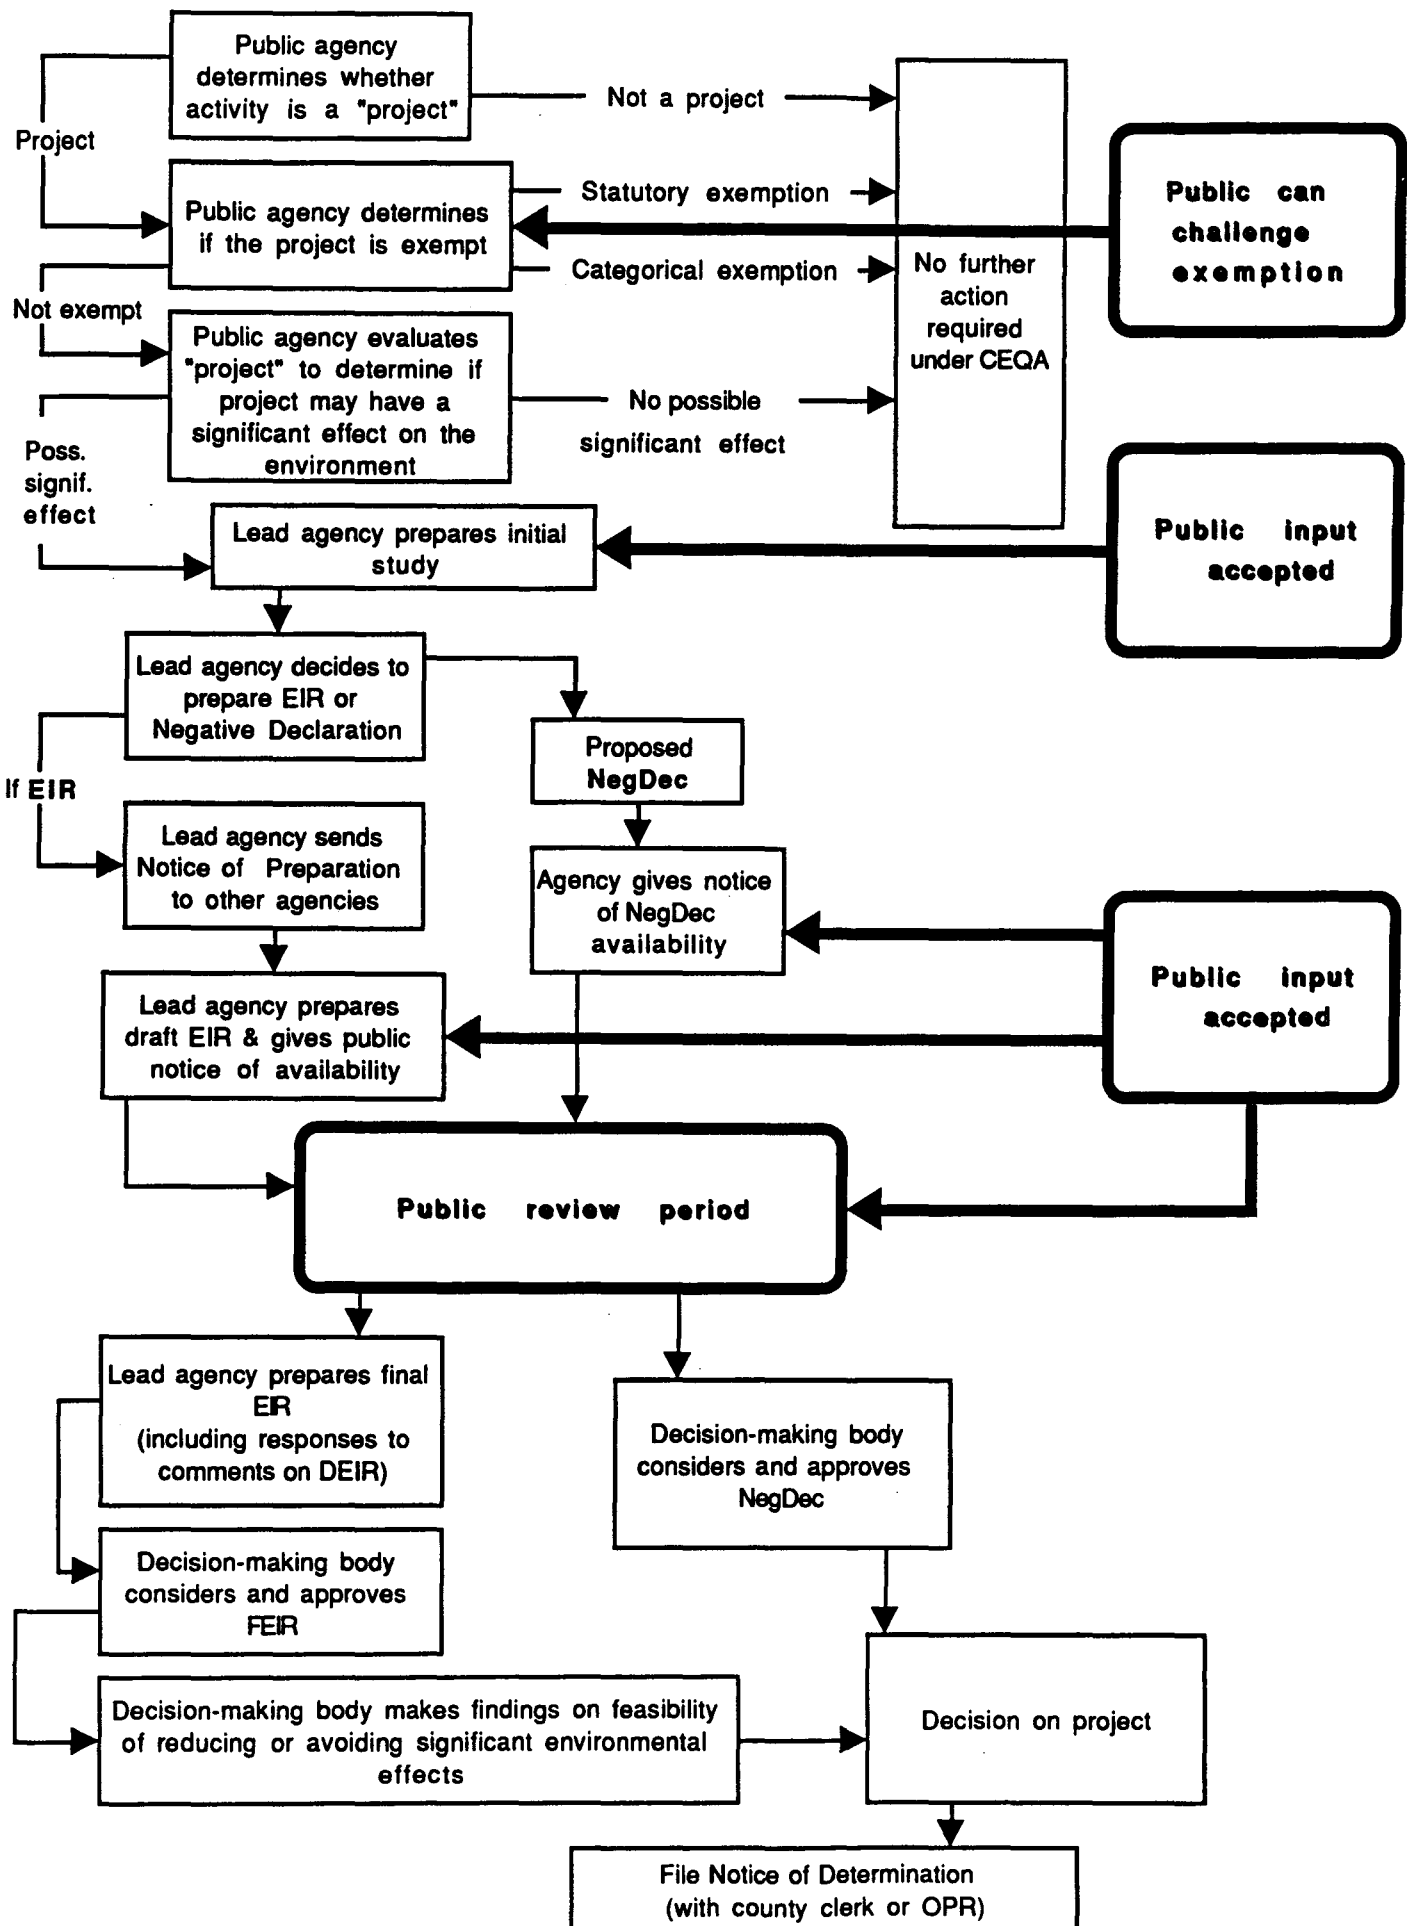 Public agency
determines whether
activity is a "project"
Not a project
Project
Public agency determines
if the project is exempt
Statutory exemption
Categorical exemption
Public can
challenge
exemption
No further
action
required
under CEQA
Not exempt
Public agency evaluates
"project" to determine if
project may have a
significant effect on the
environment
No possible
significant effect
Poss.
signif.
effect
Lead agency prepares initial
study
Public input
accepted
Lead agency decides to
prepare EIR or
Negative Declaration
Proposed
NegDec
If EIR
Lead agency sends
Notice of Preparation
to other agencies
Agency gives notice
of NegDec
availability
Public input
accepted
Lead agency prepares
draft EIR & gives public
notice of availability
Public review period
Lead agency prepares final
EIR
(including responses to
comments on DEIR)
Decision-making body
considers and approves
NegDec
Decision-making body
considers and approves
FEIR
Decision-making body makes findings on feasibility
of reducing or avoiding significant environmental
effects
Decision on project
File Notice of Determination
(with county clerk or OPR)